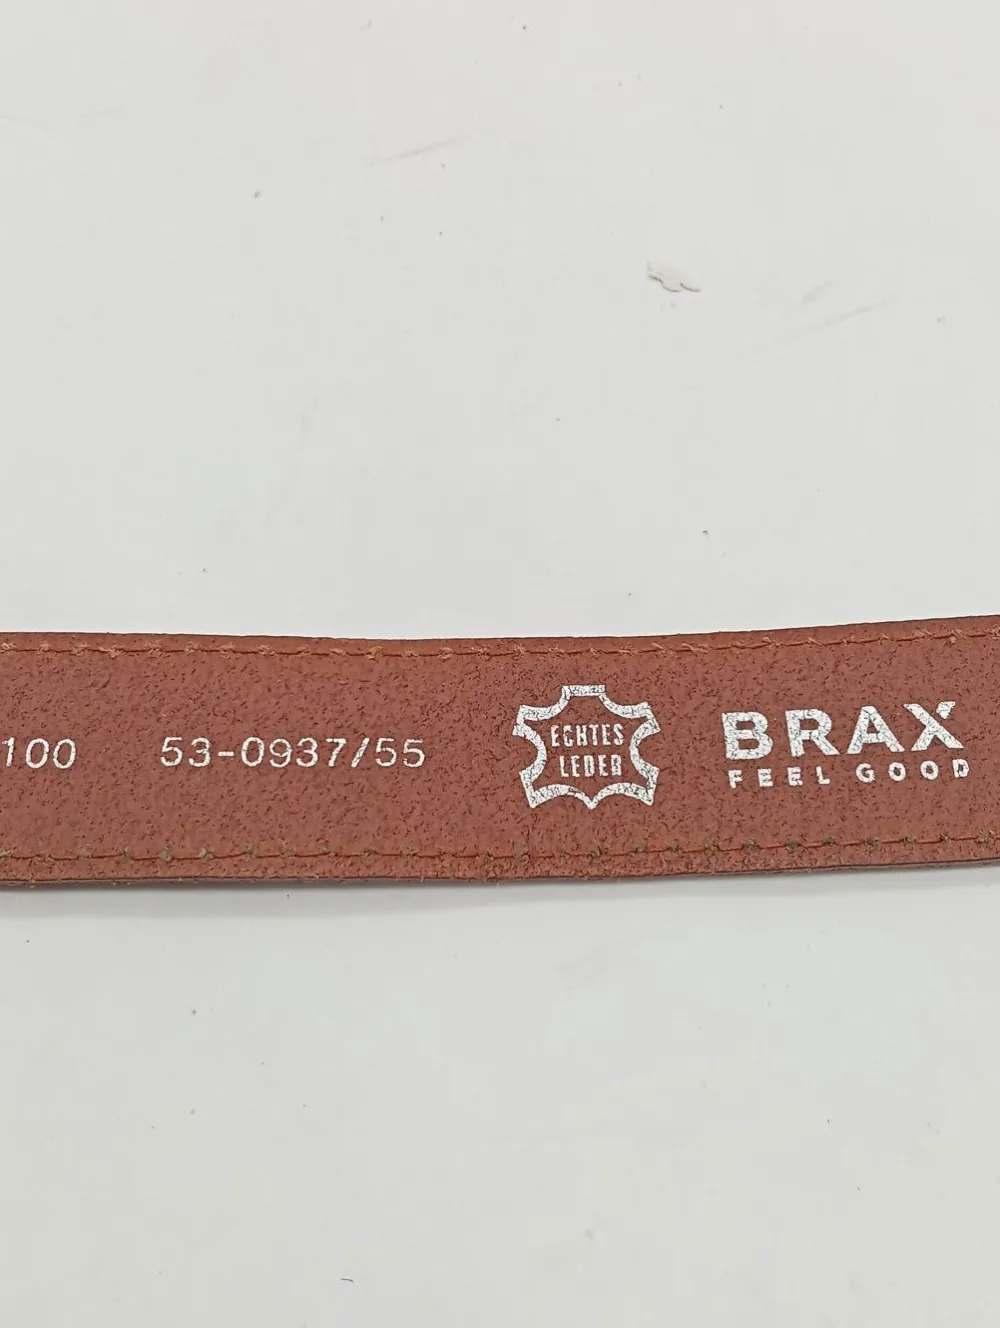 100 53-0937/55
ECHTES
LEDER
BRAX
FEEL GOOD